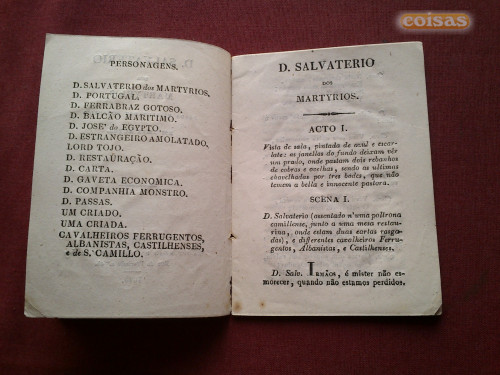 coisas
PERSONAGENS.
D. SALVATERIO dos MARTYRIOS.
D. PORTUGAL.
D. FERRABRAZ GOTOSO.
D. BALCÃO MARITIMO.
D. JOSE' do EGYPTO.
D. ESTRANGEIRO AMOLATADO,
LORD TOJO.
D. RESTAURAÇÃO.
D. CARTA.
D. GAVETA ECONOMICA.
D. COMPANHIA MONSTRO.
D. PASSAS.
UM CRIADO.
UMA CRIADA.
CAVALHEIROS FERRUGENTOS,
ALBANISTAS, CASTILHENSES,
e de S. CAMILLO.
D. SALVATERIO
DOS
MARTYRIOS.
ACTO I.
Vista de sala, pintada de azul e escar-
late: as janellas do fundo deixam vêr
um prado, onde pastam dois rebanhos
de cobras e ovelhas, sendo as ultimas
cavalhadas por tres bodes, que não
tenem a bella e innocente pastora.
SCENA I.
D. Salvaterio (assentado n'uma poltrona
camillense, junto a uma mesa restau-
rina, onde estam duas cartas rasga-
das), e differentes cavalheiros Ferru-
gentos, Albanistas, e Castilhenses.
D. Salv. IRMÃOS, é mister não es-
morecer, quando não estamos perdidos.